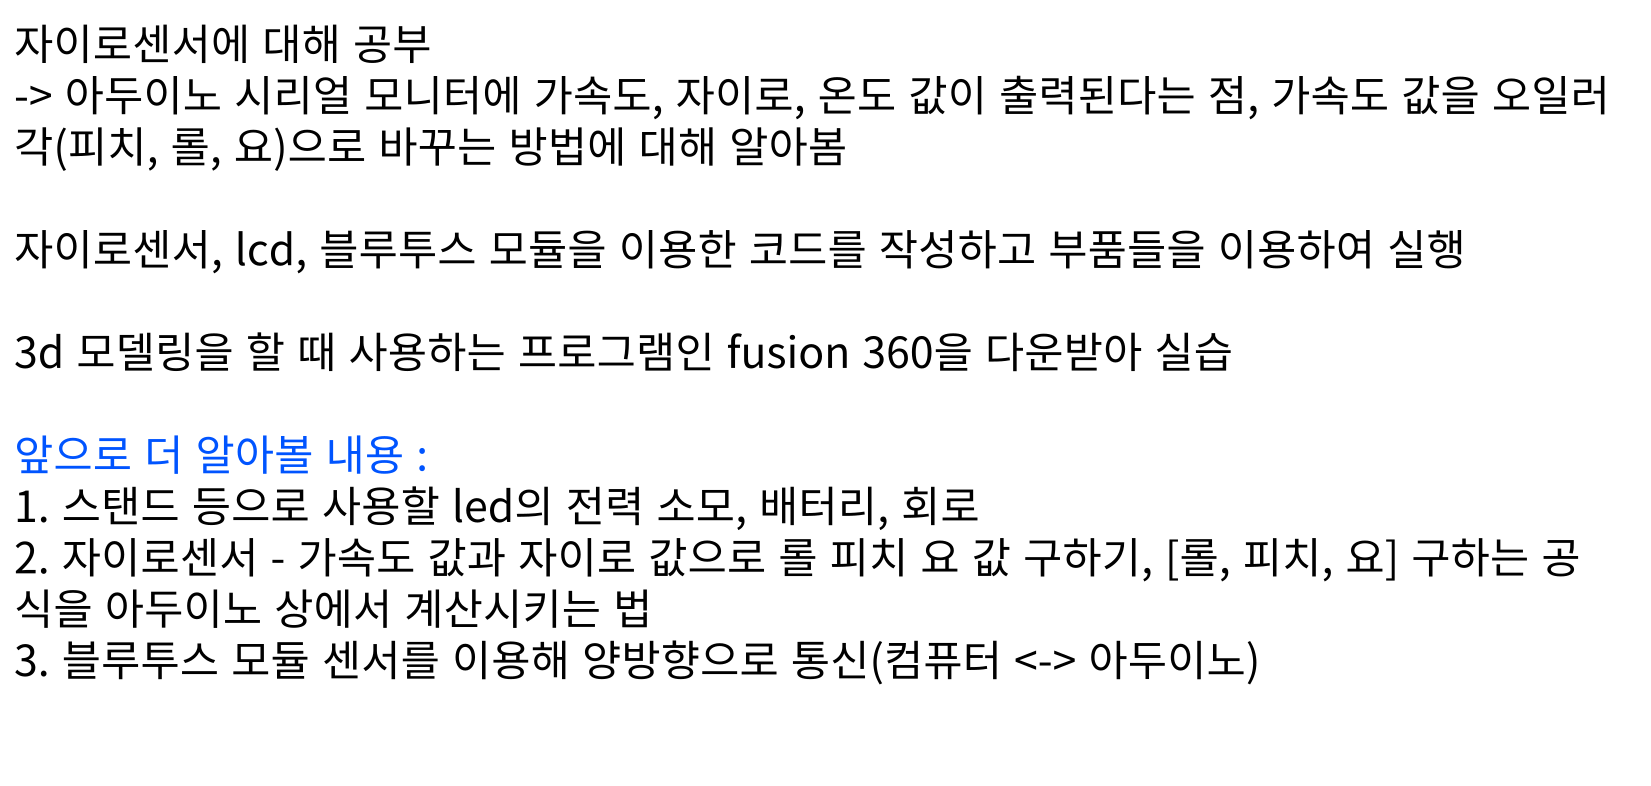 자이로센서에 대해 공부
-> 아두이노 시리얼 모니터에 가속도, 자이로, 온도 값이 출력된다는 점, 가속도 값을 오일러
각(피치, 롤, 요)으로 바꾸는 방법에 대해 알아봄
자이로센서, lcd, 블루투스 모듈을 이용한 코드를 작성하고 부품들을 이용하여 실행
3d 모델링을 할 때 사용하는 프로그램인 fusion 360을 다운받아 실습
앞으로 더 알아볼 내용 :
1. 스탠드 등으로 사용할 led의 전력 소모, 배터리, 회로
2. 자이로센서 - 가속도 값과 자이로 값으로 롤 피치 요 값 구하기, [롤, 피치, 요] 구하는 공
식을 아두이노 상에서 계산시키는 법
3. 블루투스 모듈 센서를 이용해 양방향으로 통신(컴퓨터 <-> 아두이노)